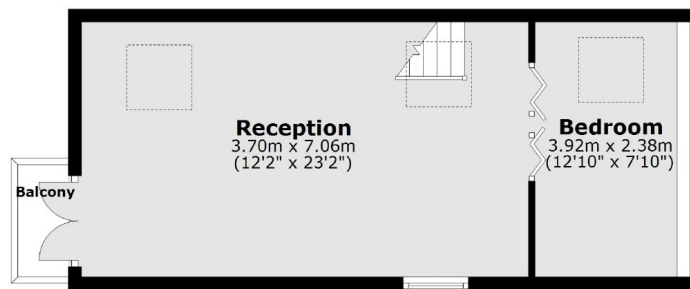 Reception
3.70m x 7.06m
(12'2" x 23'2")
Bedroom
3.92m x 2.38m
(12'10" x 7'10")
Balcony